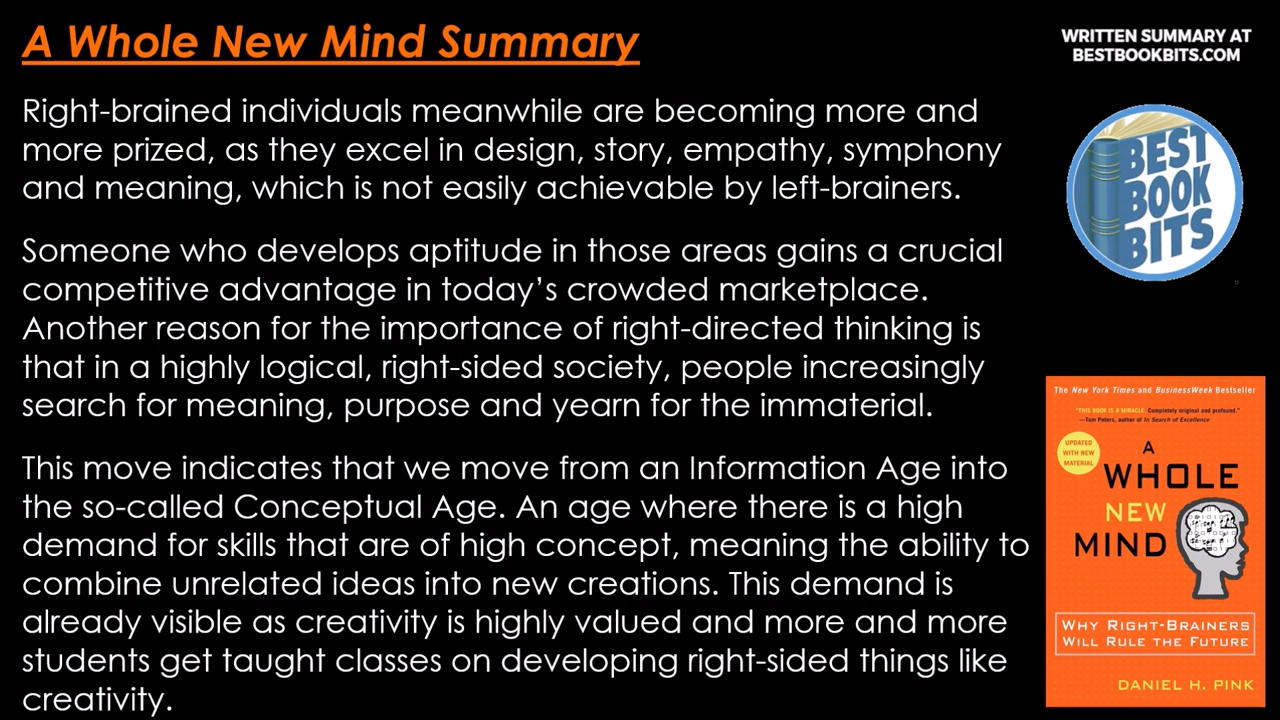 A Whole New Mind Summary
WRITTEN SUMMARY AT
BESTBOOKBITS.COM
Right-brained individuals meanwhile are becoming more and
more prized, as they excel in design, story, empathy, symphony
and meaning, which is not easily achievable by left-brainers.
Someone who develops aptitude in those areas gains a crucial
competitive advantage in today's crowded marketplace.
Another reason for the importance of right-directed thinking is
that in a highly logical, right-sided society, people increasingly
search for meaning, purpose and yearn for the immaterial.
This move indicates that we move from an Information Age into
the so-called Conceptual Age. An age where there is a high
demand for skills that are of high concept, meaning the ability to
combine unrelated ideas into new creations. This demand is
already visible as creativity is highly valued and more and more
students get taught classes on developing right-sided things like
creativity.
BEST
BOOK
BITS
The New York Times and BusinessWeek Bestseller
"THIS BOOK IS A MIRACLE. Completely original and profound."
—Tom Peters, author of In Search of Excellence
UPDATED
WITH NEW
MATERIAL
A
WHOLE
NEW
MIND
WHY RIGHT-BRAINERS
WILL RULE THE FUTURE
DANIEL H. PINK